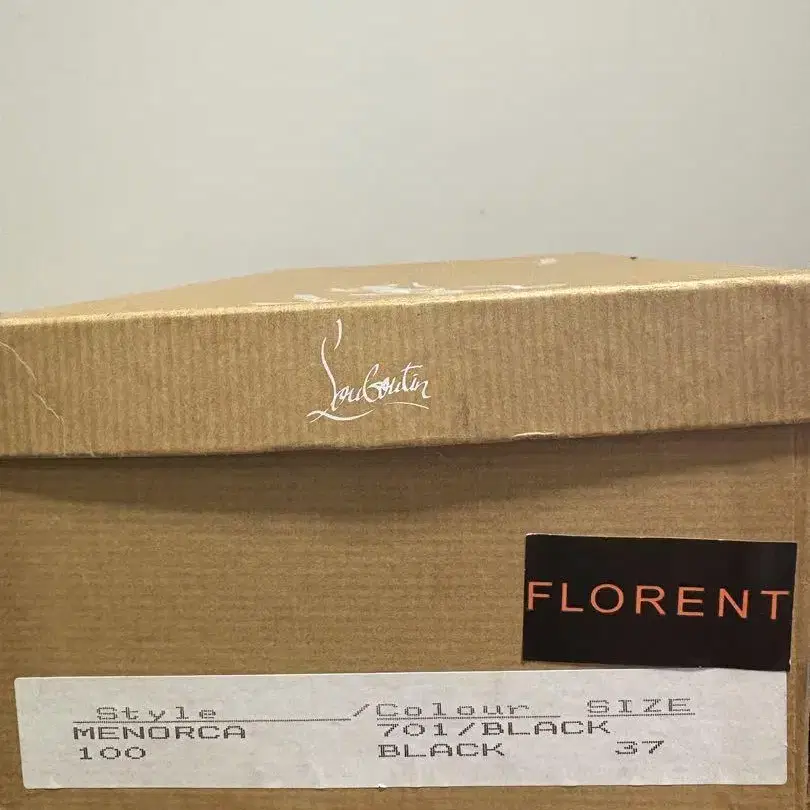 Louboutin
FLORENT
Style /Colour SIZE
MENORCA 701/BLACK
100 BLACK 37